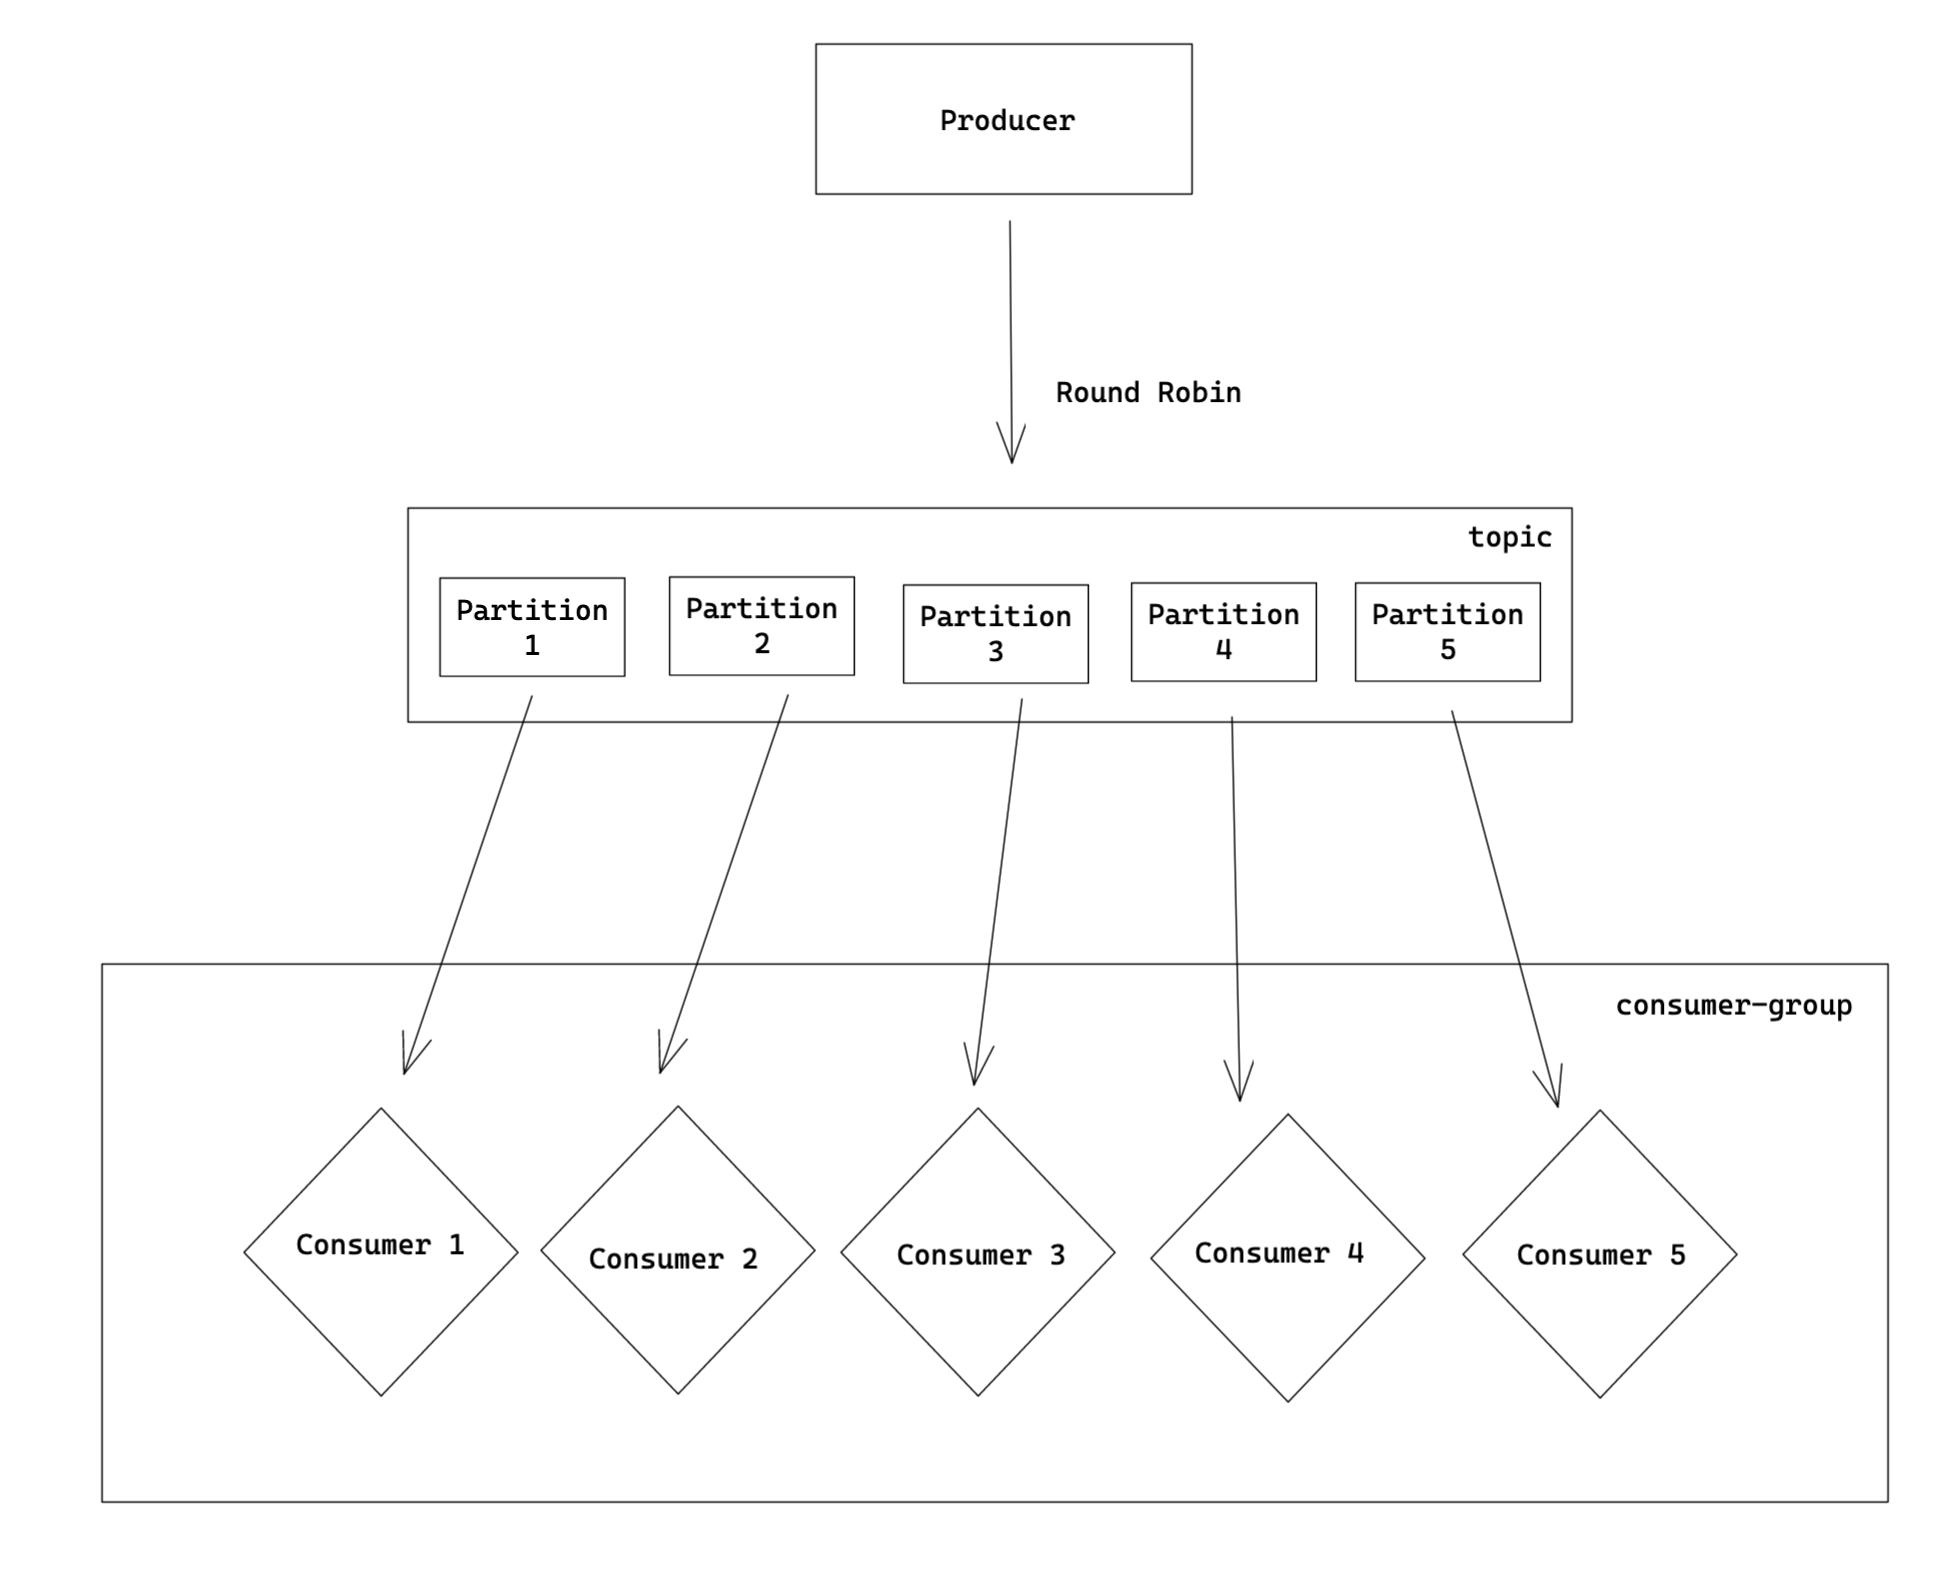 Producer
Round Robin
topic
Partition
1
Partition
2
Partition
3
Partition
4
Partition
5
consumer-group
Consumer 1
Consumer 2
Consumer 3
Consumer 4
Consumer 5